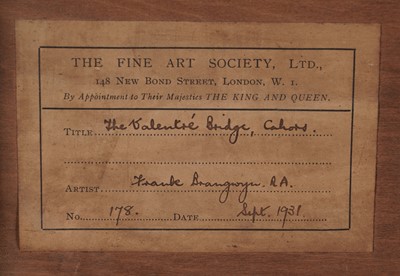 THE FINE ART SOCIETY, LTD.,
148 NEW BOND STREET, LONDON, W. 1.
By Appointment to Their Majesties THE KING AND QUEEN.
TITLE The Valentré Bridge, Cahors.
ARTIST Frank Brangwyn. RA.
No. 178. DATE Sept. 1931